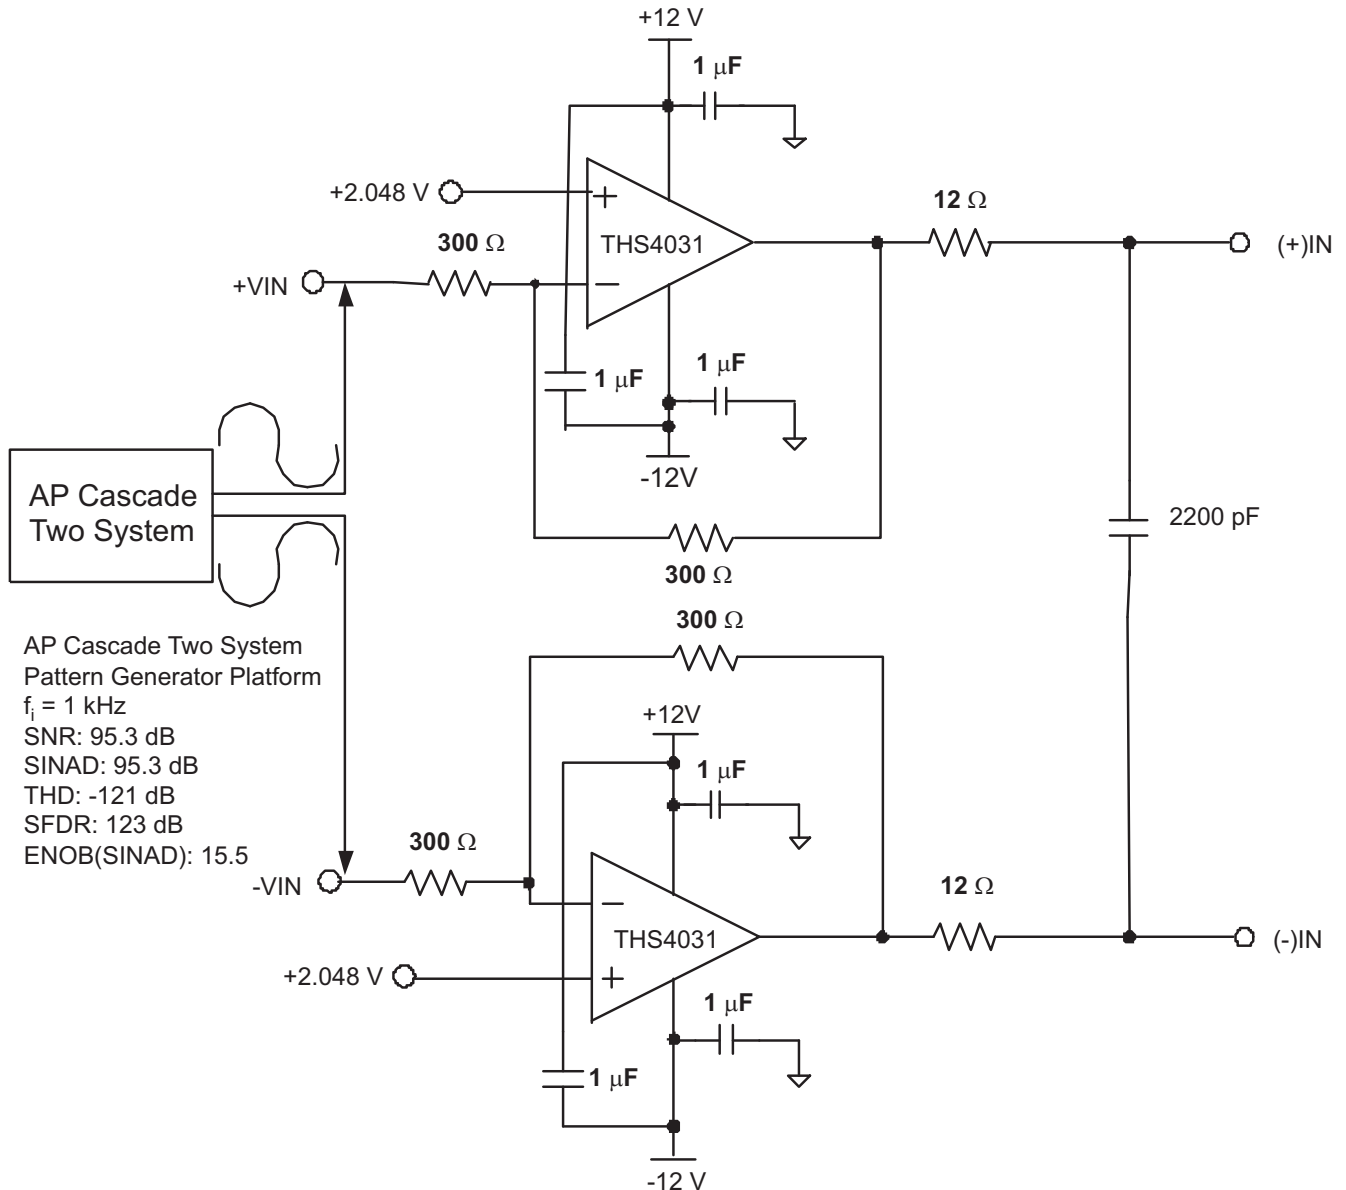 +12 V
1 μF
+2.048 V
+
THS4031
12 Ω
(+)IN
300 Ω
+VIN
−
1 μF
1 μF
-12V
AP Cascade
Two System
2200 pF
300 Ω
300 Ω
AP Cascade Two System
Pattern Generator Platform
fi = 1 kHz
SNR: 95.3 dB
SINAD: 95.3 dB
THD: -121 dB
SFDR: 123 dB
ENOB(SINAD): 15.5
+12V
1 μF
300 Ω
-VIN
−
THS4031
12 Ω
(-)IN
+2.048 V
+
1 μF
1 μF
-12 V